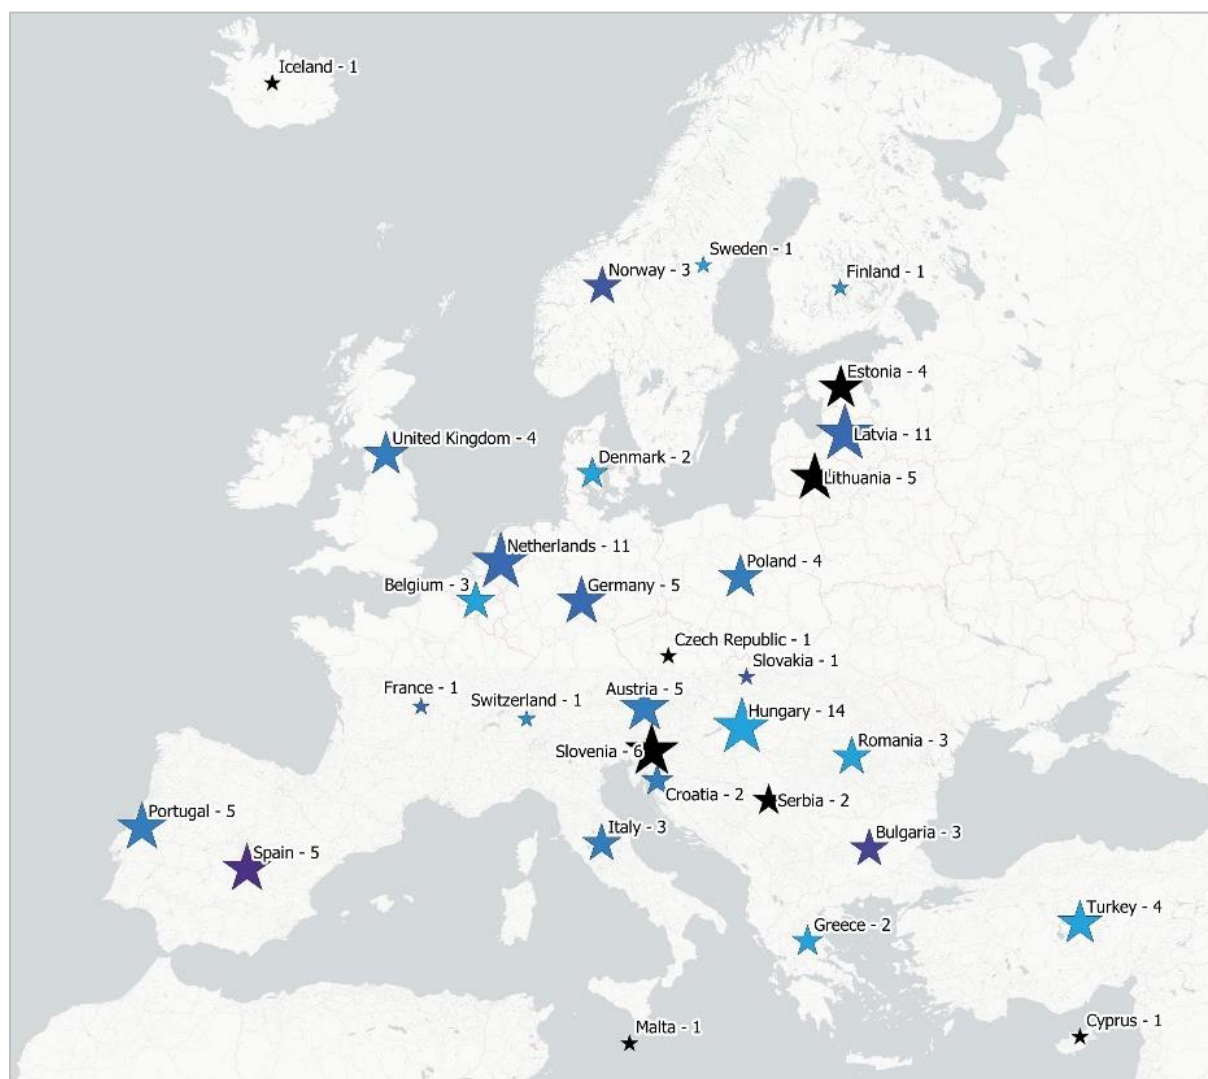 Iceland - 1
Sweden - 1
Norway - 3
Finland - 1
Estonia - 4
United Kingdom - 4
Latvia - 11
Denmark - 2
Lithuania - 5
Netherlands - 11
Poland - 4
Belgium - 3
Germany - 5
Czech Republic - 1
Slovakia - 1
France - 1
Switzerland - 1
Austria - 5
Hungary - 14
Romania - 3
Slovenia - 6
Croatia - 2
Serbia - 2
Portugal - 5
Italy - 3
Bulgaria - 3
Spain - 5
Turkey - 4
Greece - 2
Malta - 1
Cyprus - 1